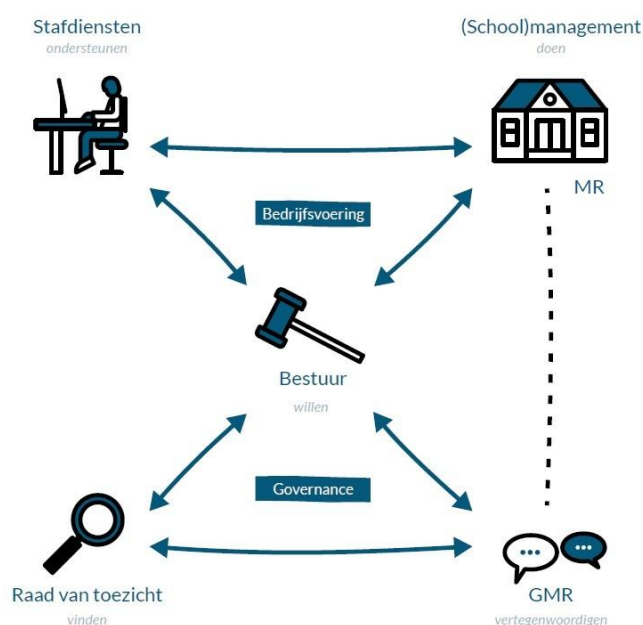 Stafdiensten
ondersteunen
(School)management
doen
MR
Bedrijfsvoering
Bestuur
willen
Governance
Raad van toezicht
vinden
GMR
vertegenwoordigen